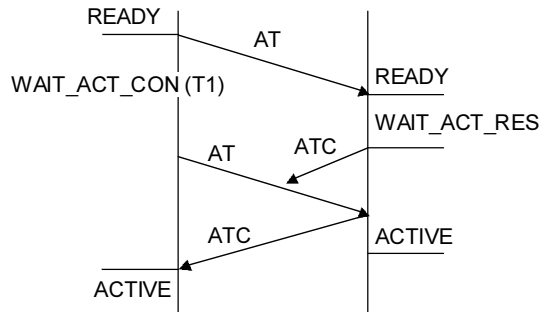 READY
AT
READY
WAIT_ACT_CON (T1)
WAIT_ACT_RES
ATC
AT
ATC
ACTIVE
ACTIVE